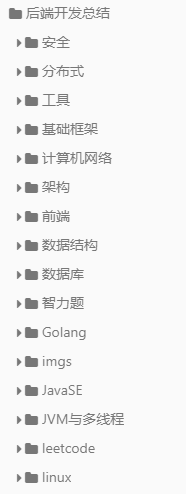 后端开发总结
安全
分布式
工具
基础框架
计算机网络
架构
前端
数据结构
数据库
智力题
Golang
imgs
JavaSE
JVM与多线程
leetcode
linux